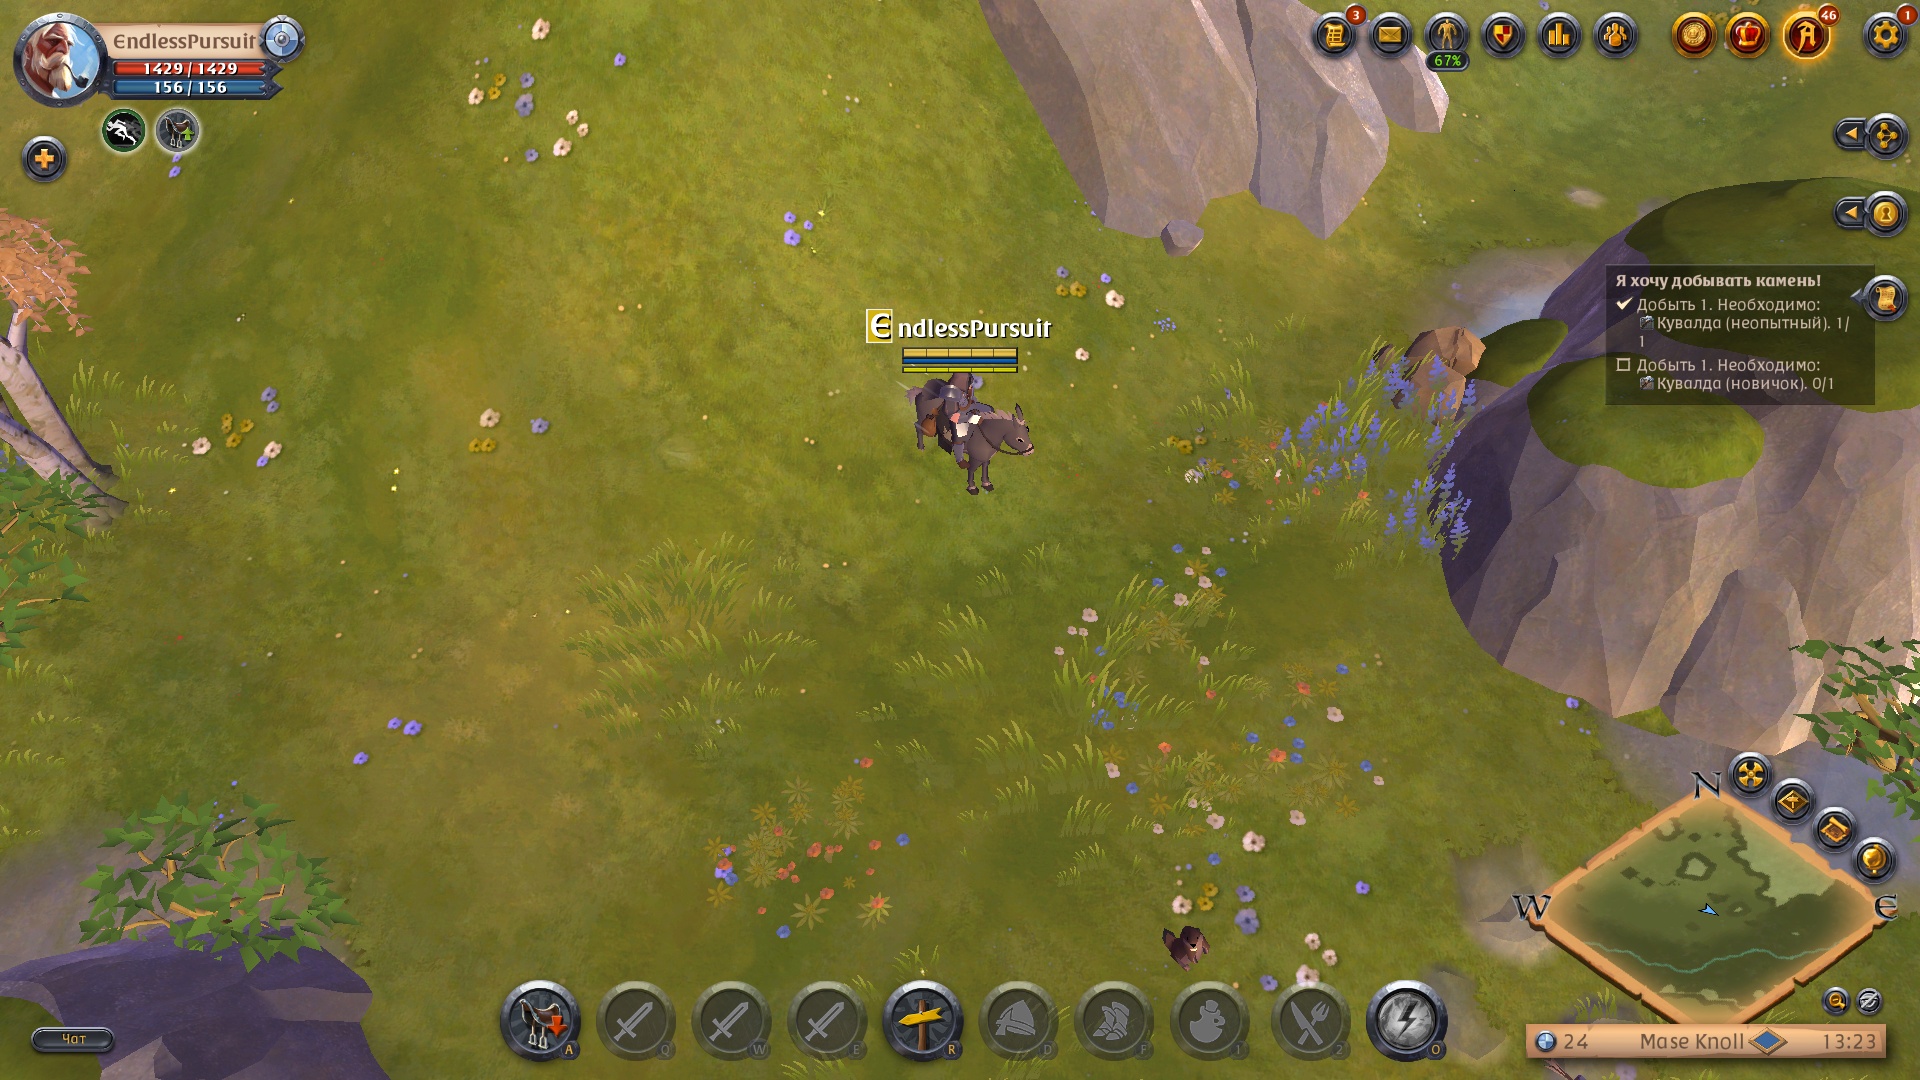 EndlessPursuit
1429 / 1429
156 / 156
3
67%
46
1
EndlessPursuit
Я хочу добывать камень!
Добыть 1. Необходимо:
Кувалда (неопытный). 1/
1
Добыть 1. Необходимо:
Кувалда (новичок). 0/1
N
W
E
Чат
A
Q
W
E
R
D
F
1
2
O
24
Mase Knoll
13:23